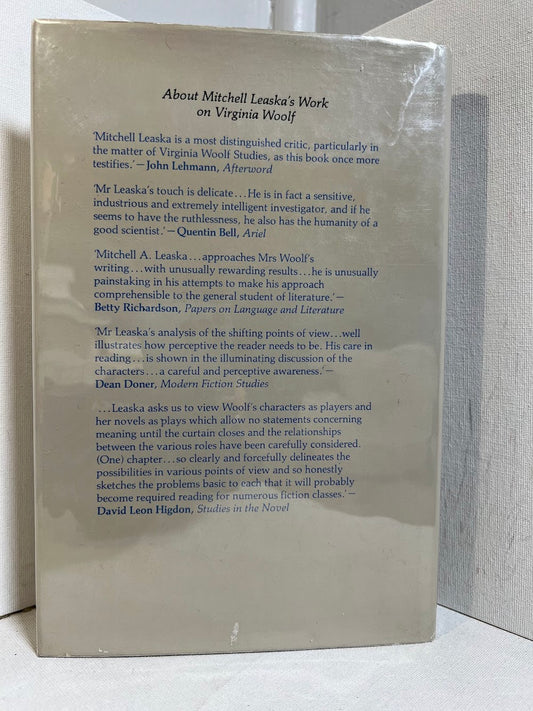 About Mitchell Leaska's Work
on Virginia Woolf
'Mitchell Leaska is a most distinguished critic, particularly in
the matter of Virginia Woolf Studies, as this book once more
testifies.'—John Lehmann, Afterword
'Mr Leaska's touch is delicate...He is in fact a sensitive,
industrious and extremely intelligent investigator, and if he
seems to have the ruthlessness, he also has the humanity of a
good scientist.'—Quentin Bell, Ariel
'Mitchell A. Leaska...approaches Mrs Woolf's
writing...with unusually rewarding results...he is unusually
painstaking in his attempts to make his approach
comprehensible to the general student of literature.'—
Betty Richardson, Papers on Language and Literature
'Mr Leaska's analysis of the shifting points of view...well
illustrates how perceptive the reader needs to be. His care in
reading...is shown in the illuminating discussion of the
characters...a careful and perceptive awareness.'—
Dean Doner, Modern Fiction Studies
'...Leaska asks us to view Woolf's characters as players and
her novels as plays which allow no statements concerning
meaning until the curtain closes and the relationships
between the various roles have been carefully considered.
(One) chapter...so clearly and forcefully delineates the
possibilities in various points of view and so honestly
sketches the problems basic to each that it will probably
become required reading for numerous fiction classes.'—
David Leon Higdon, Studies in the Novel